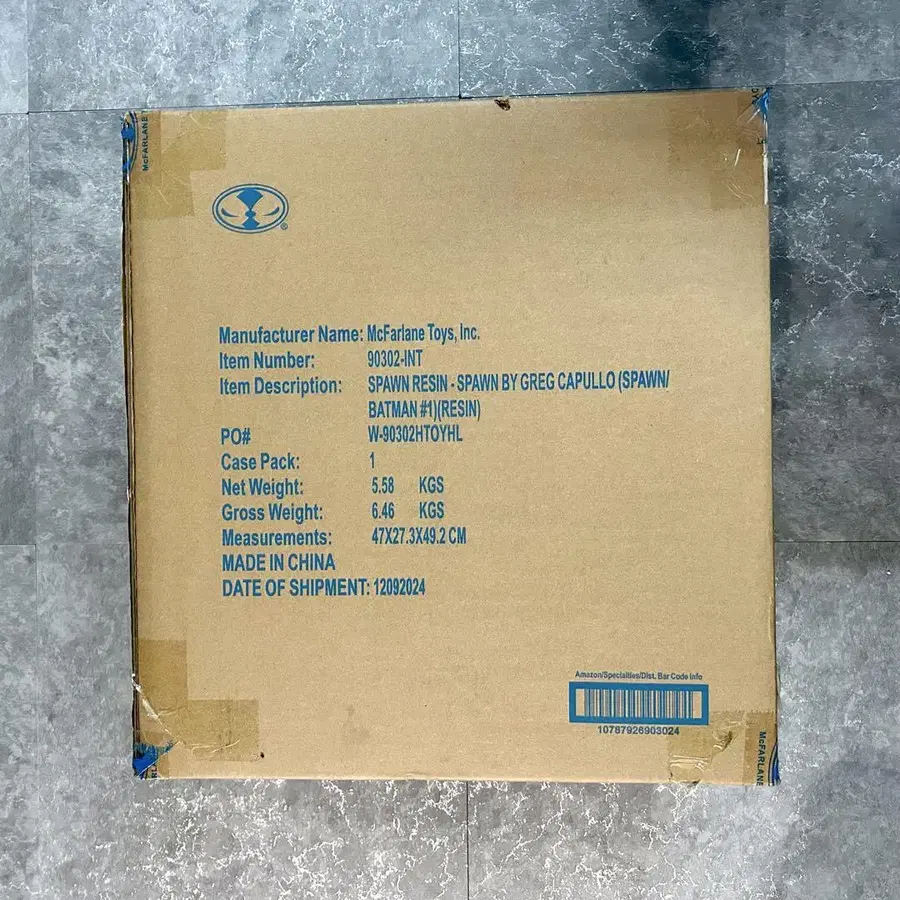 McFARLANE
Manufacturer Name: McFarlane Toys, Inc.
Item Number: 90302-INT
Item Description: SPAWN RESIN - SPAWN BY GREG CAPULLO (SPAWN/
BATMAN #1)(RESIN)
PO# W-90302HTOYHL
Case Pack: 1
Net Weight: 5.58 KGS
Gross Weight: 6.46 KGS
Measurements: 47X27.3X49.2 CM
MADE IN CHINA
DATE OF SHIPMENT: 12092024
Amazon/Specialties/Dist. Bar Code Info
10787926903024
McFARLANE